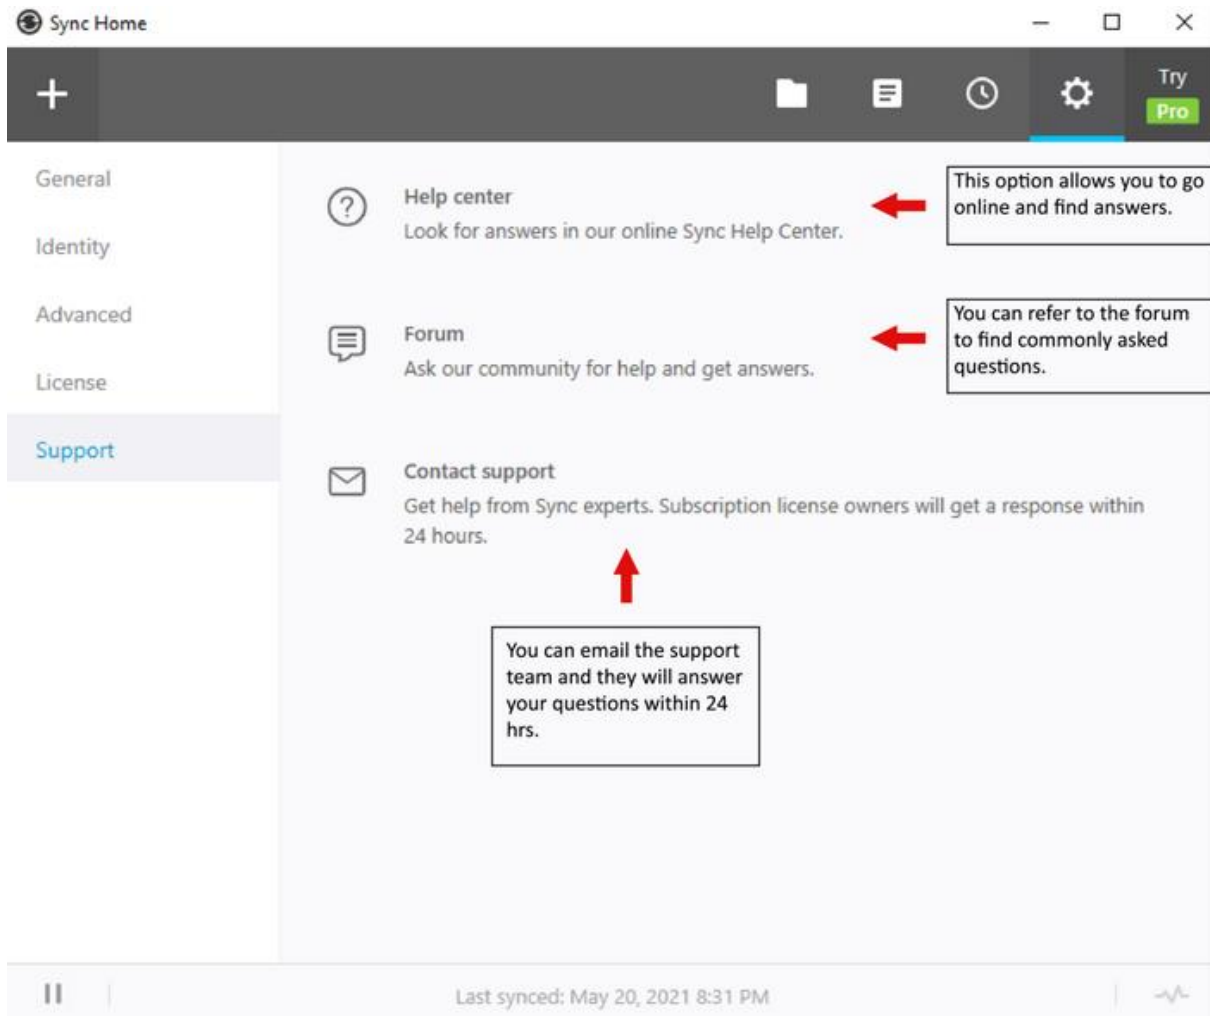 Sync Home
Try
Pro
General
Identity
Advanced
License
Support
Help center
Look for answers in our online Sync Help Center.
This option allows you to go
online and find answers.
Forum
Ask our community for help and get answers.
You can refer to the forum
to find commonly asked
questions.
Contact support
Get help from Sync experts. Subscription license owners will get a response within
24 hours.
You can email the support
team and they will answer
your questions within 24
hrs.
Last synced: May 20, 2021 8:31 PM